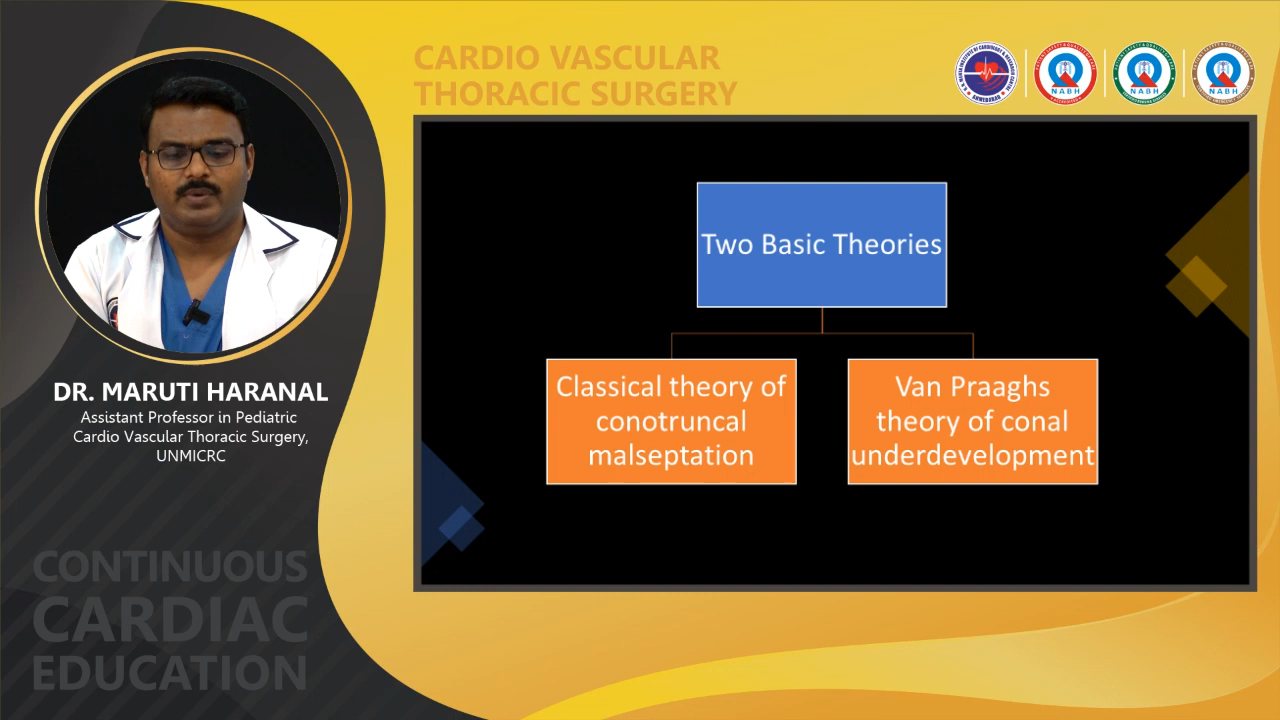 CARDIO VASCULAR
THORACIC SURGERY
NABH
NABH
NABH
Two Basic Theories
Classical theory of
conotruncal
malseptation
Van Praaghs
theory of conal
underdevelopment
DR. MARUTI HARANAL
Assistant Professor in Pediatric
Cardio Vascular Thoracic Surgery,
UNMICRC
CONTINUOUS
CARDIAC
EDUCATION